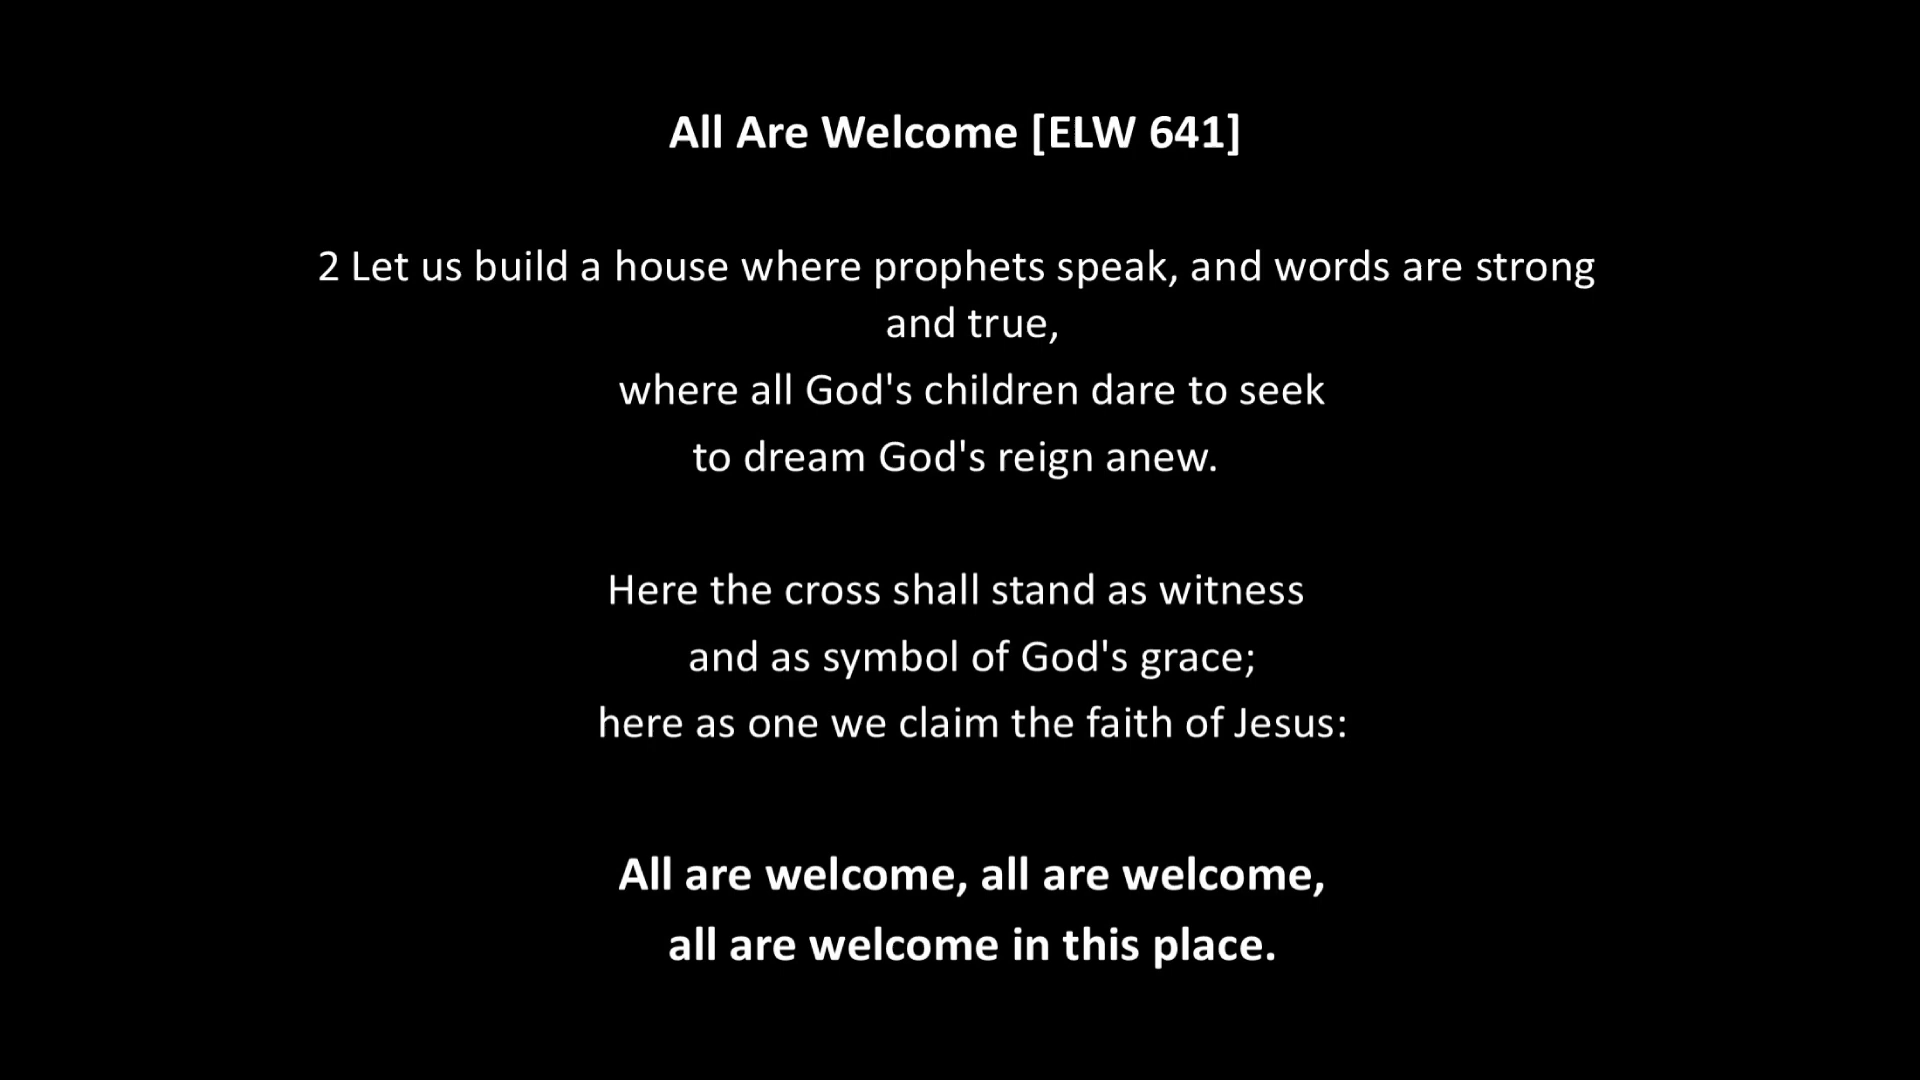 All Are Welcome [ELW 641]
2 Let us build a house where prophets speak, and words are strong
and true,
where all God's children dare to seek
to dream God's reign anew.
Here the cross shall stand as witness
and as symbol of God's grace;
here as one we claim the faith of Jesus:
All are welcome, all are welcome,
all are welcome in this place.